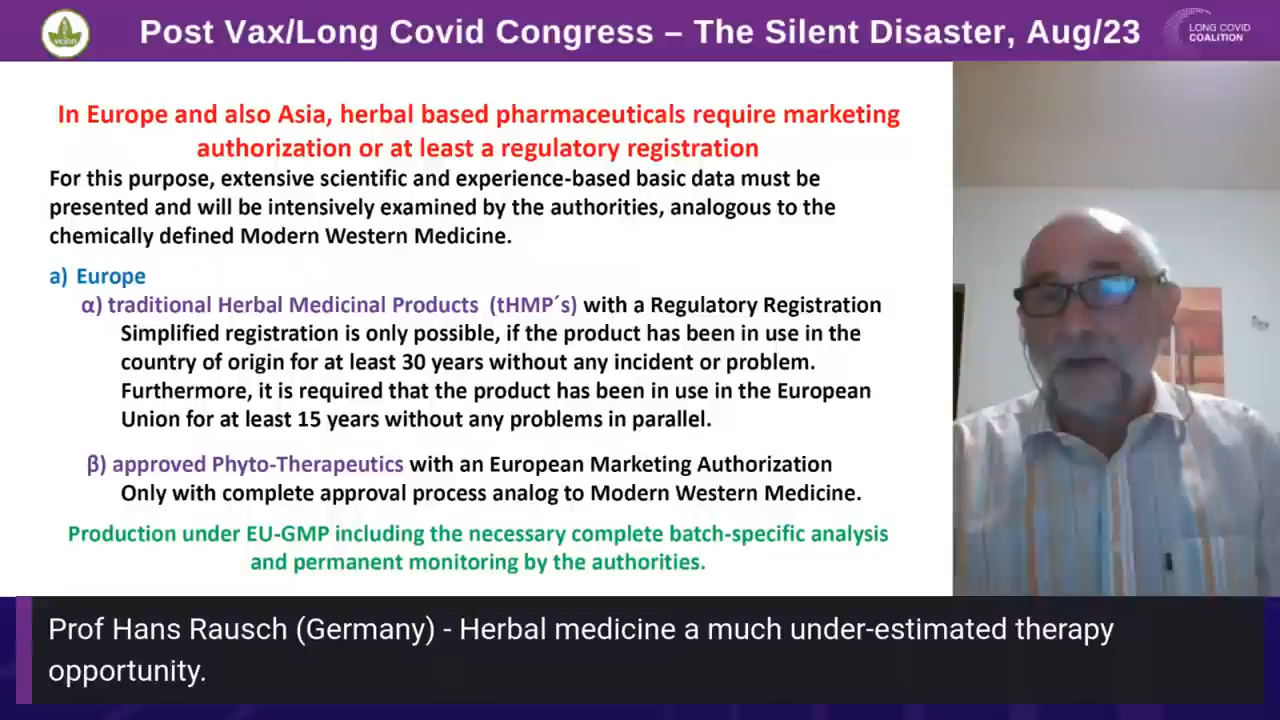 Post Vax/Long Covid Congress – The Silent Disaster, Aug/23
LONG COVID
COALITION
In Europe and also Asia, herbal based pharmaceuticals require marketing
authorization or at least a regulatory registration
For this purpose, extensive scientific and experience-based basic data must be
presented and will be intensively examined by the authorities, analogous to the
chemically defined Modern Western Medicine.
a) Europe
α) traditional Herbal Medicinal Products (tHMP´s) with a Regulatory Registration
Simplified registration is only possible, if the product has been in use in the
country of origin for at least 30 years without any incident or problem.
Furthermore, it is required that the product has been in use in the European
Union for at least 15 years without any problems in parallel.
β) approved Phyto-Therapeutics with an European Marketing Authorization
Only with complete approval process analog to Modern Western Medicine.
Production under EU-GMP including the necessary complete batch-specific analysis
and permanent monitoring by the authorities.
Prof Hans Rausch (Germany) - Herbal medicine a much under-estimated therapy
opportunity.